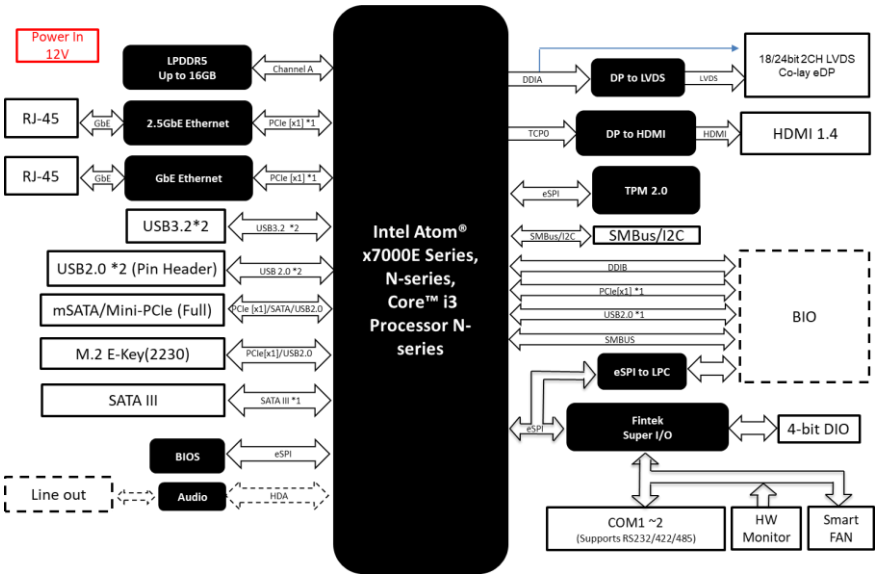 Power In
12V
LPDDR5
Up to 16GB
Channel A
RJ-45
GbE
2.5GbE Ethernet
PCIe [x1] *1
RJ-45
GbE
GbE Ethernet
PCIe [x1] *1
USB3.2*2
USB3.2 *2
USB2.0 *2 (Pin Header)
USB 2.0 *2
mSATA/Mini-PCIe (Full)
PCIe [x1]/SATA/USB2.0
M.2 E-Key(2230)
PCIe[x1]/USB2.0
SATA III
SATA III *1
BIOS
eSPI
Line out
Audio
HDA
Intel Atom®
x7000E Series,
N-series,
Core™ i3
Processor N-
series
DDIA
DP to LVDS
LVDS
18/24bit 2CH LVDS
Co-lay eDP
TCP0
DP to HDMI
HDMI
HDMI 1.4
eSPI
TPM 2.0
SMBus/I2C
SMBus/I2C
DDIB
PCIe[x1] *1
USB2.0 *1
SMBUS
BIO
eSPI to LPC
eSPI
Fintek
Super I/O
4-bit DIO
COM1 ~2
(Supports RS232/422/485)
HW
Monitor
Smart
FAN